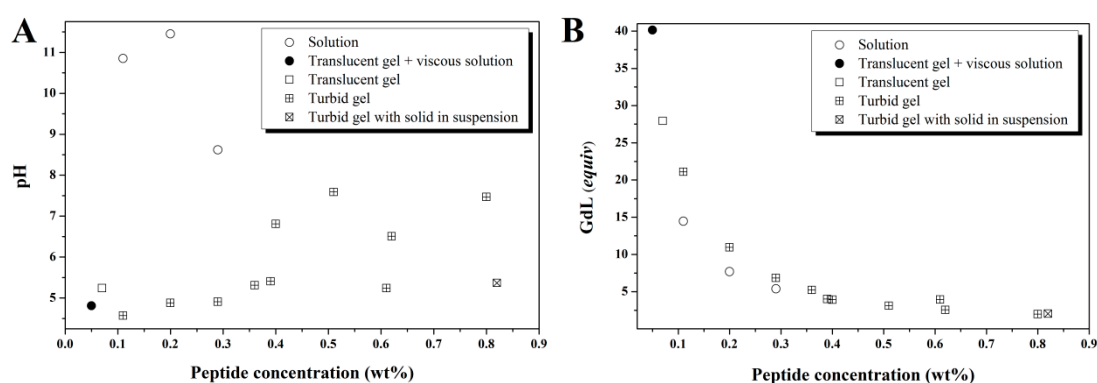 A
11
10
9
8
7
6
5
pH
0.0 0.1 0.2 0.3 0.4 0.5 0.6 0.7 0.8 0.9
Peptide concentration (wt%)
Solution
Translucent gel + viscous solution
Translucent gel
Turbid gel
Turbid gel with solid in suspension
B
40
35
30
25
20
15
10
5
GdL (equiv)
0.1 0.2 0.3 0.4 0.5 0.6 0.7 0.8 0.9
Peptide concentration (wt%)
Solution
Translucent gel + viscous solution
Translucent gel
Turbid gel
Turbid gel with solid in suspension